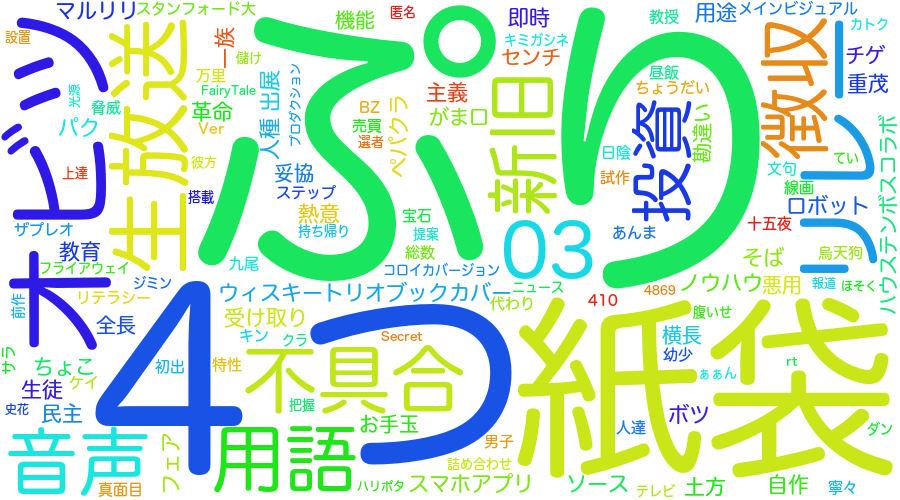 マルリリ
スタンフォード大
機能
匿名
即時
教授
用途
メインビジュアル
カトク
設置
オビツ
生放送
一族
儲け
万里
FairyTale
革命
Ver
彼方
搭載
光源
脅威
パク
上達
人種
出展
プロダクション
妥協
ステップ
熱意
持ち帰り
九尾
ぷり
センチ
キミガシネ
主義
がま口
BZ
売買
選者
ペパクラ
新旧
宝石
提案
総数
コロイカバージョン
03
昼飯
ちょうだい
投資
勘違い
日陰
試作
あんま
徴収
チケ
重茂
レ
ツ
てい
文句
線画
ロボット
十五夜
烏天狗
報道
ほそく
ハウステンボスコラボ
ザプレオ
教育
フライアウェイ
ジミン
リテラシー
前作
全長
サラ
ちょこ
生徒
ケイ
史花
民主
初出
特性
4つ
ウィスキートリオブックカバー
受け取り
キン
クラ
Secret
不具合
把握
お手玉
ニュース
代わり
410
4869
そば
ノウハウ
悪用
横長
腹いせ
幼少
ぁぁん
rt
紙袋
ボツ
人達
ダン
音声
真面目
フェア
用語
ハリポタ
男子
詰め合わせ
スマホアプリ
ソース
テレビ
土方
自作
寧々